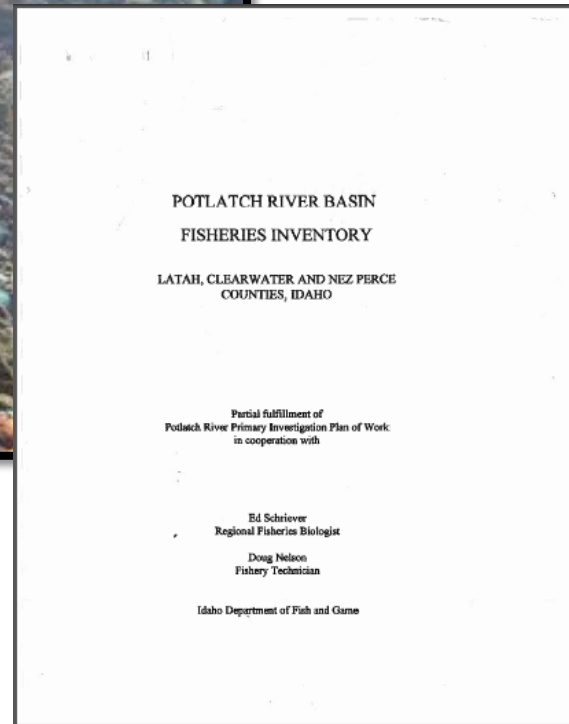 POTLATCH RIVER BASIN
FISHERIES INVENTORY
LATAH, CLEARWATER AND NEZ PERCE
COUNTIES, IDAHO
Partial fulfillment of
Potlatch River Primary Investigation Plan of Work
in cooperation with
Ed Schriever
Regional Fisheries Biologist
Doug Nelson
Fishery Technician
Idaho Department of Fish and Game